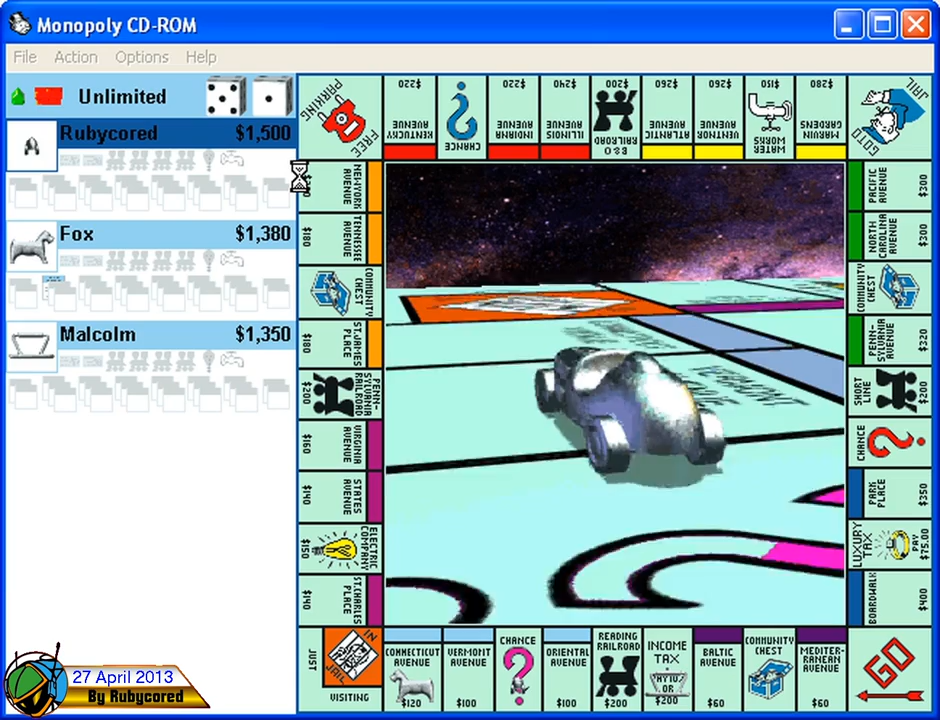 Monopoly CD-ROM
File Action Options Help
Unlimited
Rubycored $1,500
Fox $1,380
Malcolm $1,350
FREE PARKING
KENTUCKY AVENUE $220
CHANCE
INDIANA AVENUE $220
ILLINOIS AVENUE $240
B&O RAILROAD $200
ATLANTIC AVENUE $260
VENTNOR AVENUE $260
WATER WORKS $150
MARVIN GARDENS $280
GO TO JAIL
NEW YORK AVENUE
TENNESSEE AVENUE $180
COMMUNITY CHEST
ST. JAMES PLACE $180
PENN-SYLVANIA RAILROAD $200
VIRGINIA AVENUE $160
STATES AVENUE $140
ELECTRIC COMPANY $150
ST. CHARLES PLACE $140
PACIFIC AVENUE $300
NORTH CAROLINA AVENUE $300
COMMUNITY CHEST
PENN-SYLVANIA AVENUE $320
SHORT LINE $200
CHANCE
PARK PLACE $350
LUXURY TAX PAY $75.00
BOARDWALK $400
JUST VISITING
IN JAIL
CONNECTICUT AVENUE $120
VERMONT AVENUE $100
CHANCE
ORIENTAL AVENUE $100
READING RAILROAD $200
INCOME TAX OR $200
BALTIC AVENUE $60
COMMUNITY CHEST
MEDITER-RANEAN AVENUE $60
GO
27 April 2013
By Rubycored